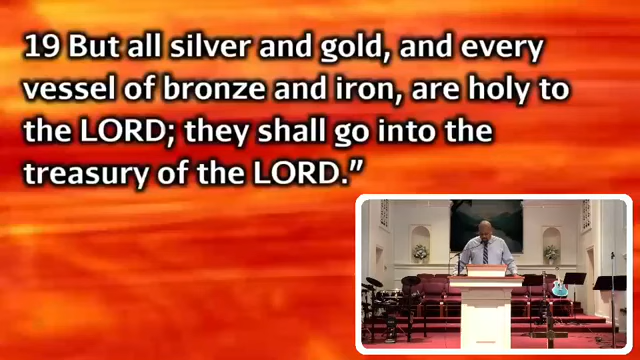 19 But all silver and gold, and every
vessel of bronze and iron, are holy to
the LORD; they shall go into the
treasury of the LORD.”